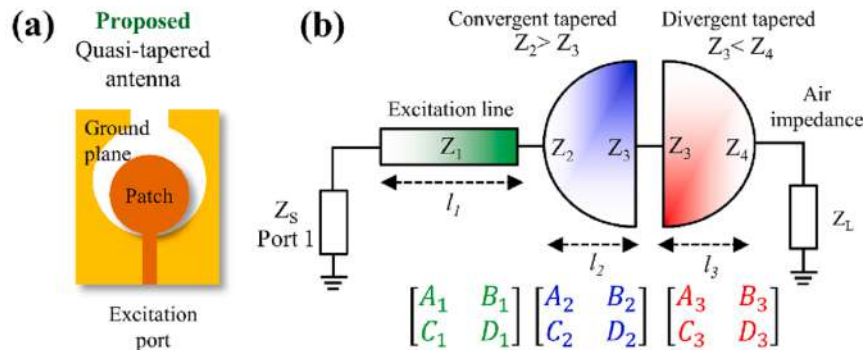 (a)
Proposed
Quasi-tapered
antenna
Ground
plane
Patch
Excitation
port
(b)
Convergent tapered
Z₂> Z₃
Divergent tapered
Z₃< Z₄
Excitation line
Air
impedance
Z₁
Z₂
Z₃
Z₃
Z₄
l₁
Z_S
Port 1
Z_L
l₂
l₃
A₁ B₁
C₁ D₁
A₂ B₂
C₂ D₂
A₃ B₃
C₃ D₃